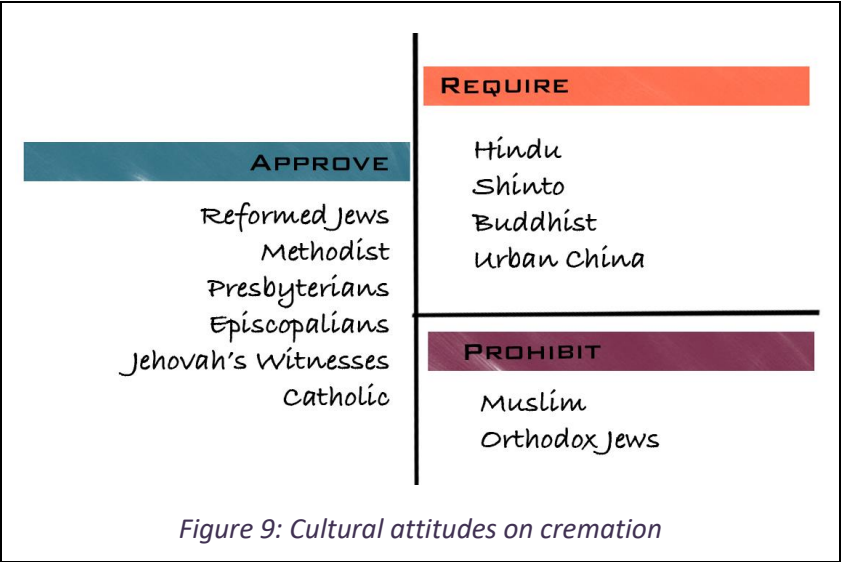 APPROVE
Reformed Jews
Methodist
Presbyterians
Episcopalians
Jehovah's Witnesses
Catholic
REQUIRE
Hindu
Shinto
Buddhist
Urban China
PROHIBIT
Muslim
Orthodox Jews
Figure 9: Cultural attitudes on cremation